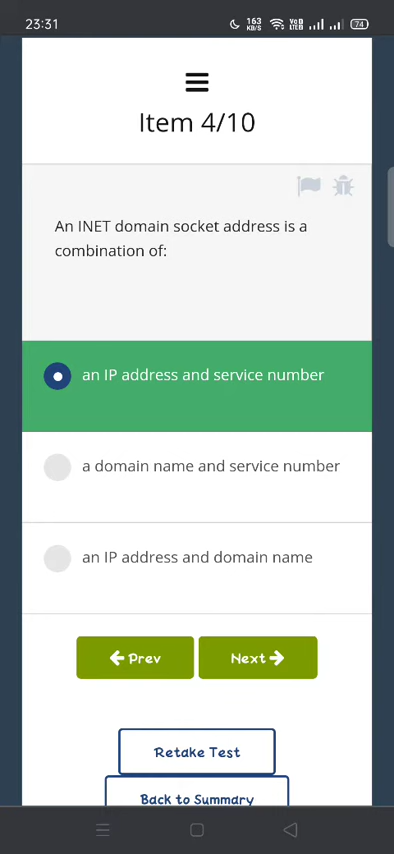 23:31
163 KB/S
Vo) LTE
74
Item 4/10
An INET domain socket address is a
combination of:
an IP address and service number
a domain name and service number
an IP address and domain name
Prev
Next
Retake Test
Back to Summary